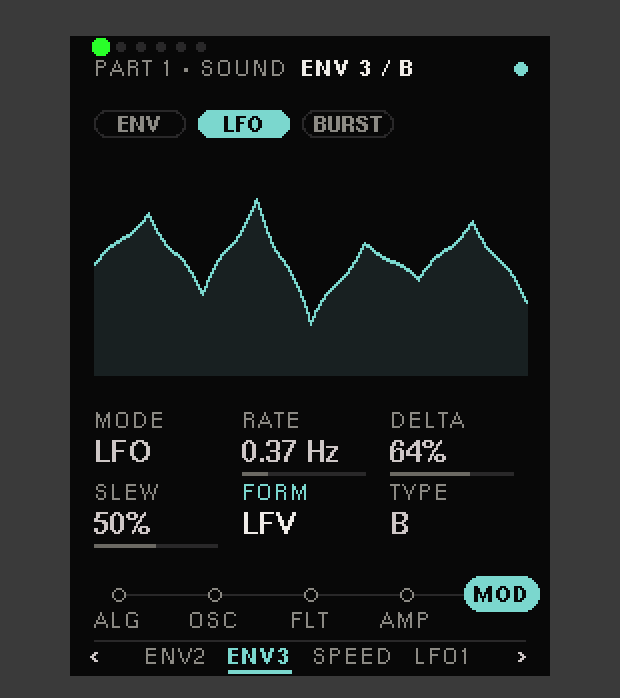 PART 1 · SOUND ENV 3 / B
ENV LFO BURST
MODE RATE DELTA
LFO 0.37 Hz 64%
SLEW FORM TYPE
50% LFV B
MOD
ALG OSC FLT AMP
‹ ENV2 ENV3 SPEED LFO1 ›